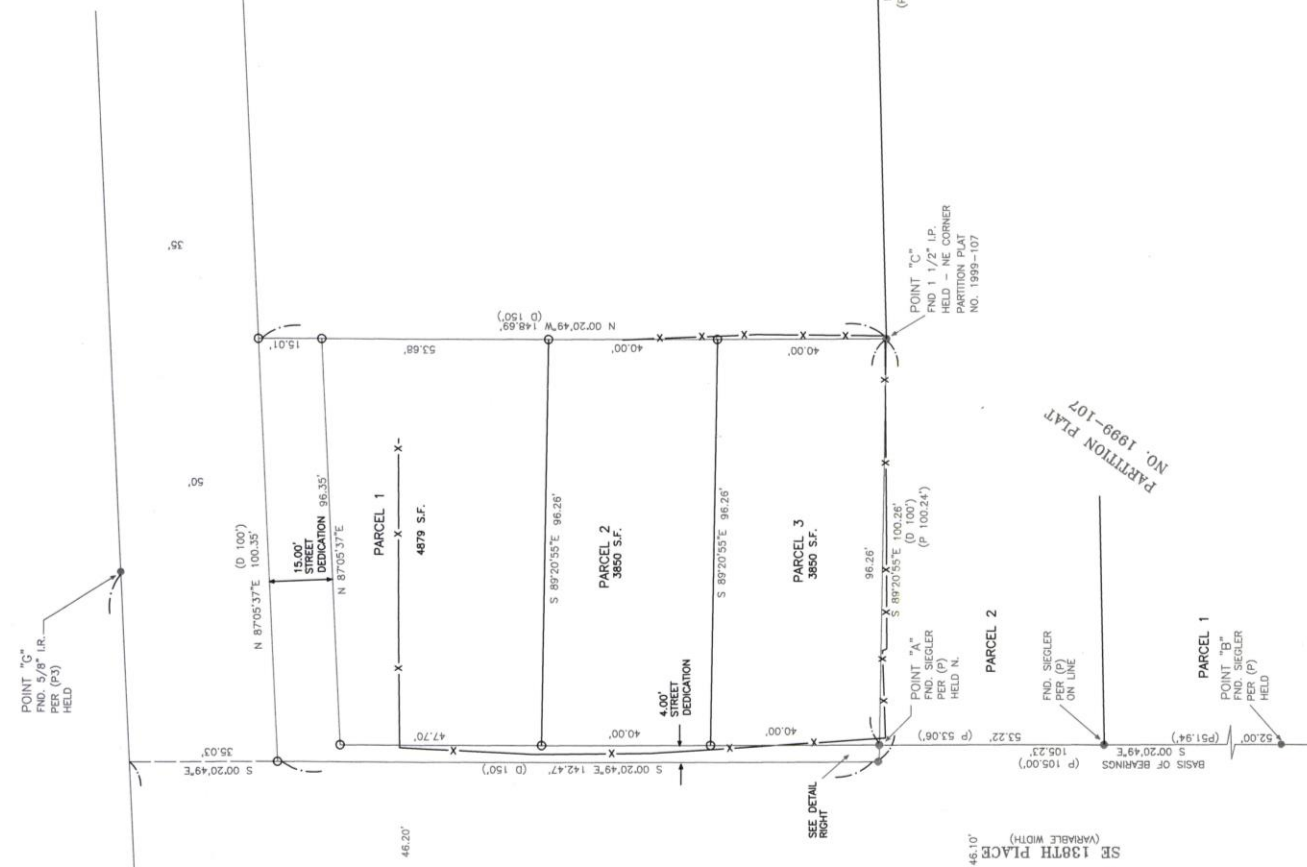 POINT "G"
FND. 5/8" I.R.
PER (P3)
HELD
35'
50'
(D 100')
N 87°05'37"E 100.35'
15.00'
STREET
DEDICATION 96.35'
N 87°05'37"E
15.01'
PARCEL 1
4879 S.F.
53.68'
N 00°20'49"W 148.69'
(D 150')
S 00°20'49"E
35.03'
47.70'
S 89°20'55"E 96.26'
PARCEL 2
3850 S.F.
40.00'
40.00'
S 00°20'49"E 142.47'
(D 150')
4.00'
STREET
DEDICATION
S 89°20'55"E 96.26'
PARCEL 3
3850 S.F.
40.00'
40.00'
96.26'
S 89°20'55"E 100.26'
(D 100')
(P 100.24')
SEE DETAIL
RIGHT
46.20'
46.10'
POINT "A"
FND. SIEGLER
PER (P)
HELD N.
POINT "C"
FND 1 1/2" I.P.
HELD - NE CORNER
PARTITION PLAT
NO. 1999-107
PARTITION PLAT
NO. 1999-107
PARCEL 2
53.22'
(P 53.06')
FND. SIEGLER
PER (P)
ON LINE
PARCEL 1
POINT "B"
FND. SIEGLER
PER (P)
HELD
52.00'
(P51.94')
BASIS OF BEARINGS
S 00°20'49"E
105.23'
(P 105.00')
SE 138TH PLACE
(VARIABLE WIDTH)